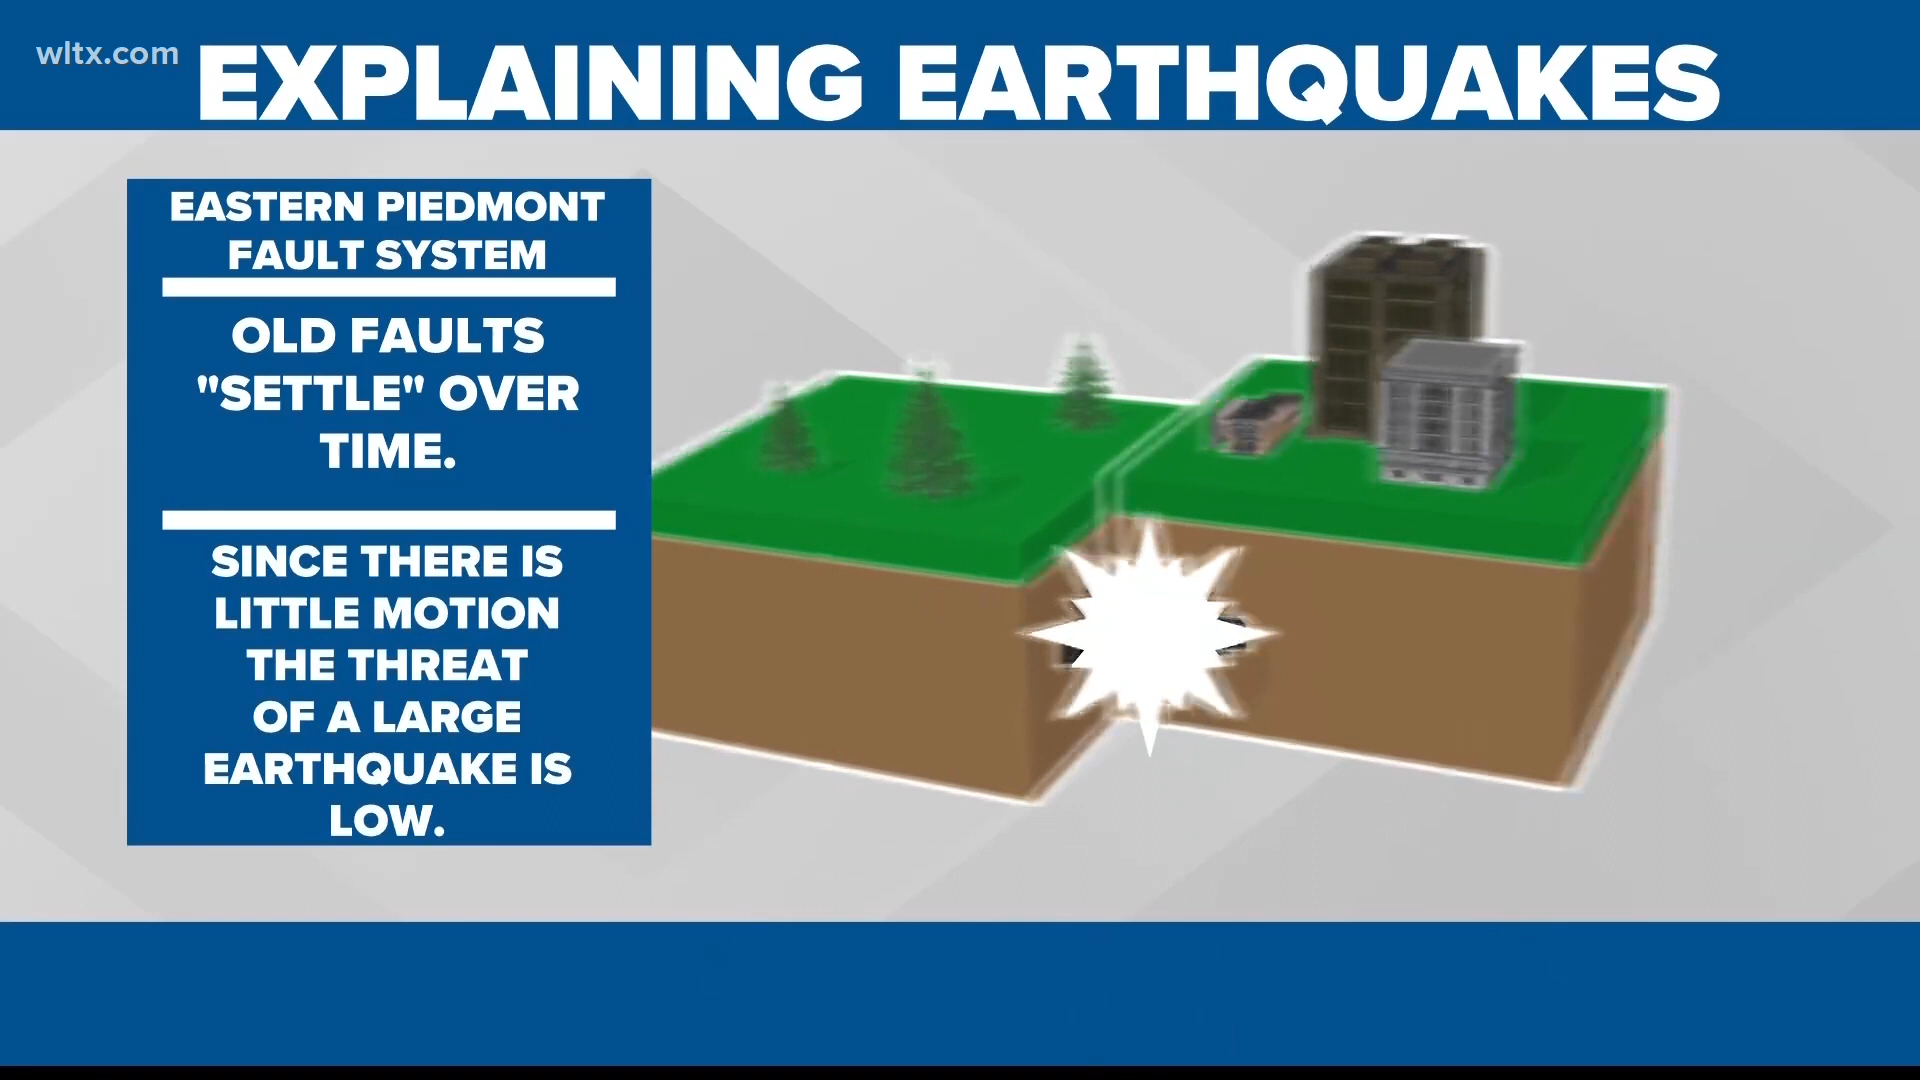 wltx.com
EXPLAINING EARTHQUAKES
EASTERN PIEDMONT
FAULT SYSTEM
OLD FAULTS
"SETTLE" OVER
TIME.
SINCE THERE IS
LITTLE MOTION
THE THREAT
OF A LARGE
EARTHQUAKE IS
LOW.